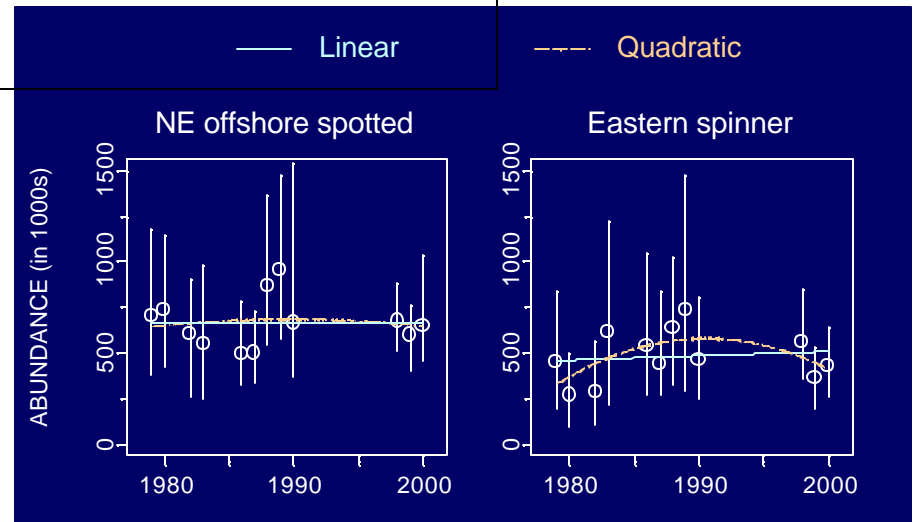 Linear
Quadratic
NE offshore spotted
Eastern spinner
ABUNDANCE (in 1000s)
1500
1000
500
0
1980
1990
2000
1500
1000
500
0
1980
1990
2000